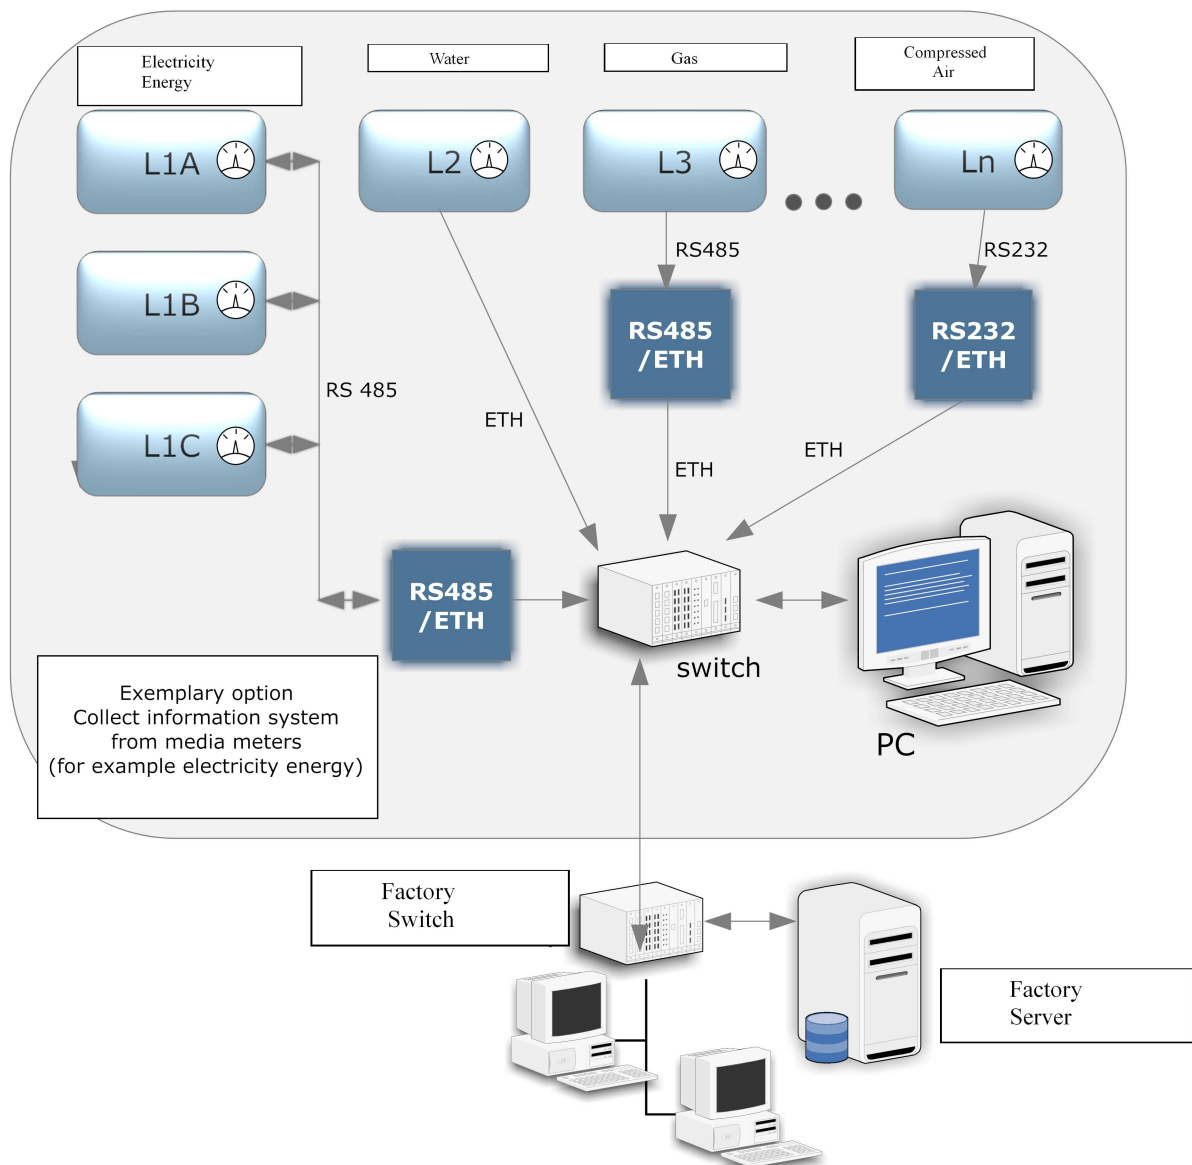 Electricity
Energy
Water
Gas
Compressed
Air
L1A
L2
L3
Ln
RS485
RS232
L1B
RS485
/ETH
RS232
/ETH
RS 485
ETH
L1C
ETH
ETH
RS485
/ETH
switch
PC
Exemplary option
Collect information system
from media meters
(for example electricity energy)
Factory
Switch
Factory
Server